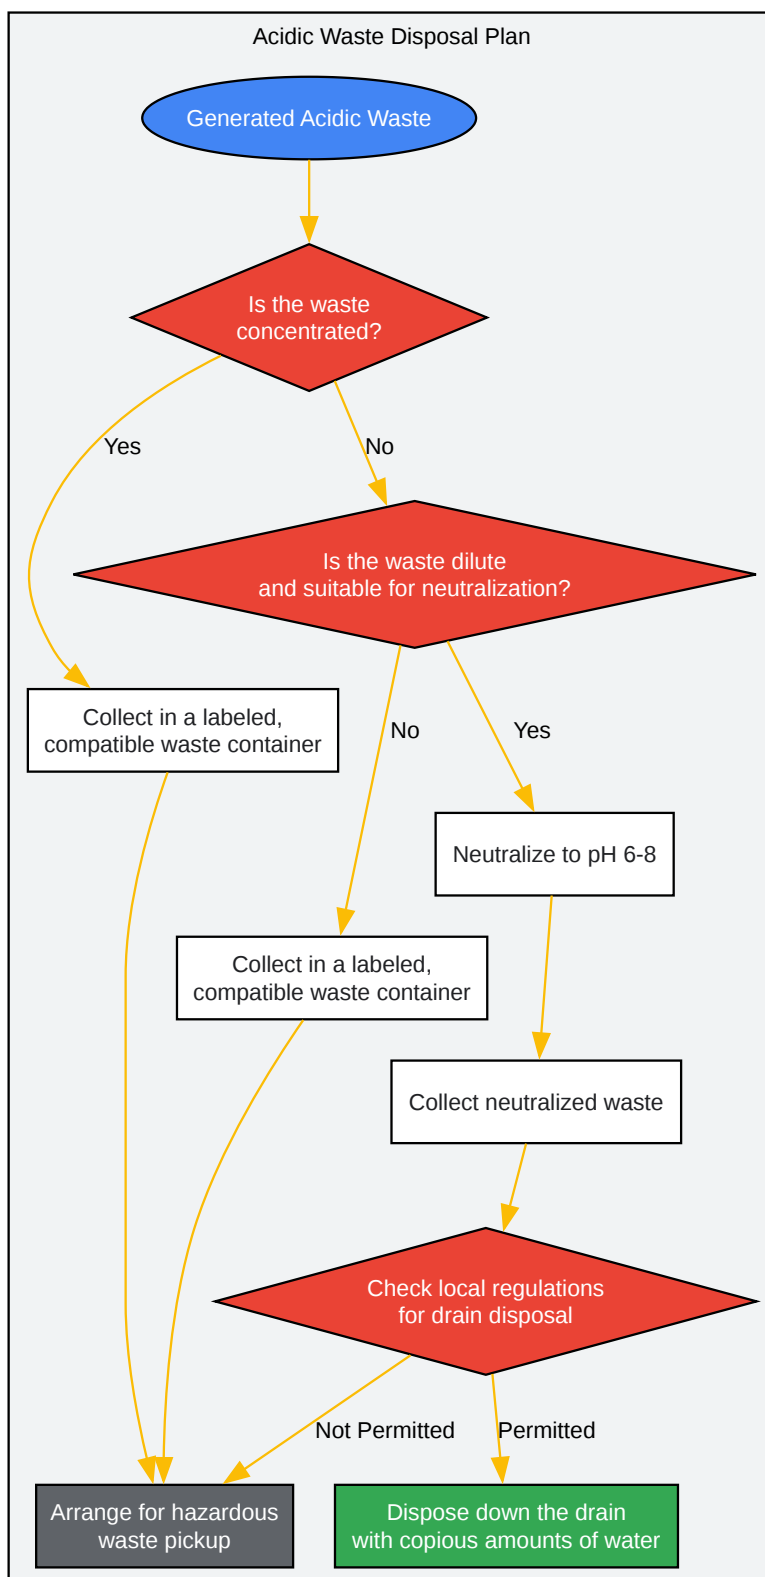 Acidic Waste Disposal Plan
Generated Acidic Waste
Is the waste
concentrated?
Yes
No
Is the waste dilute
and suitable for neutralization?
Collect in a labeled,
compatible waste container
No
Yes
Neutralize to pH 6-8
Collect in a labeled,
compatible waste container
Collect neutralized waste
Check local regulations
for drain disposal
Not Permitted
Permitted
Arrange for hazardous
waste pickup
Dispose down the drain
with copious amounts of water